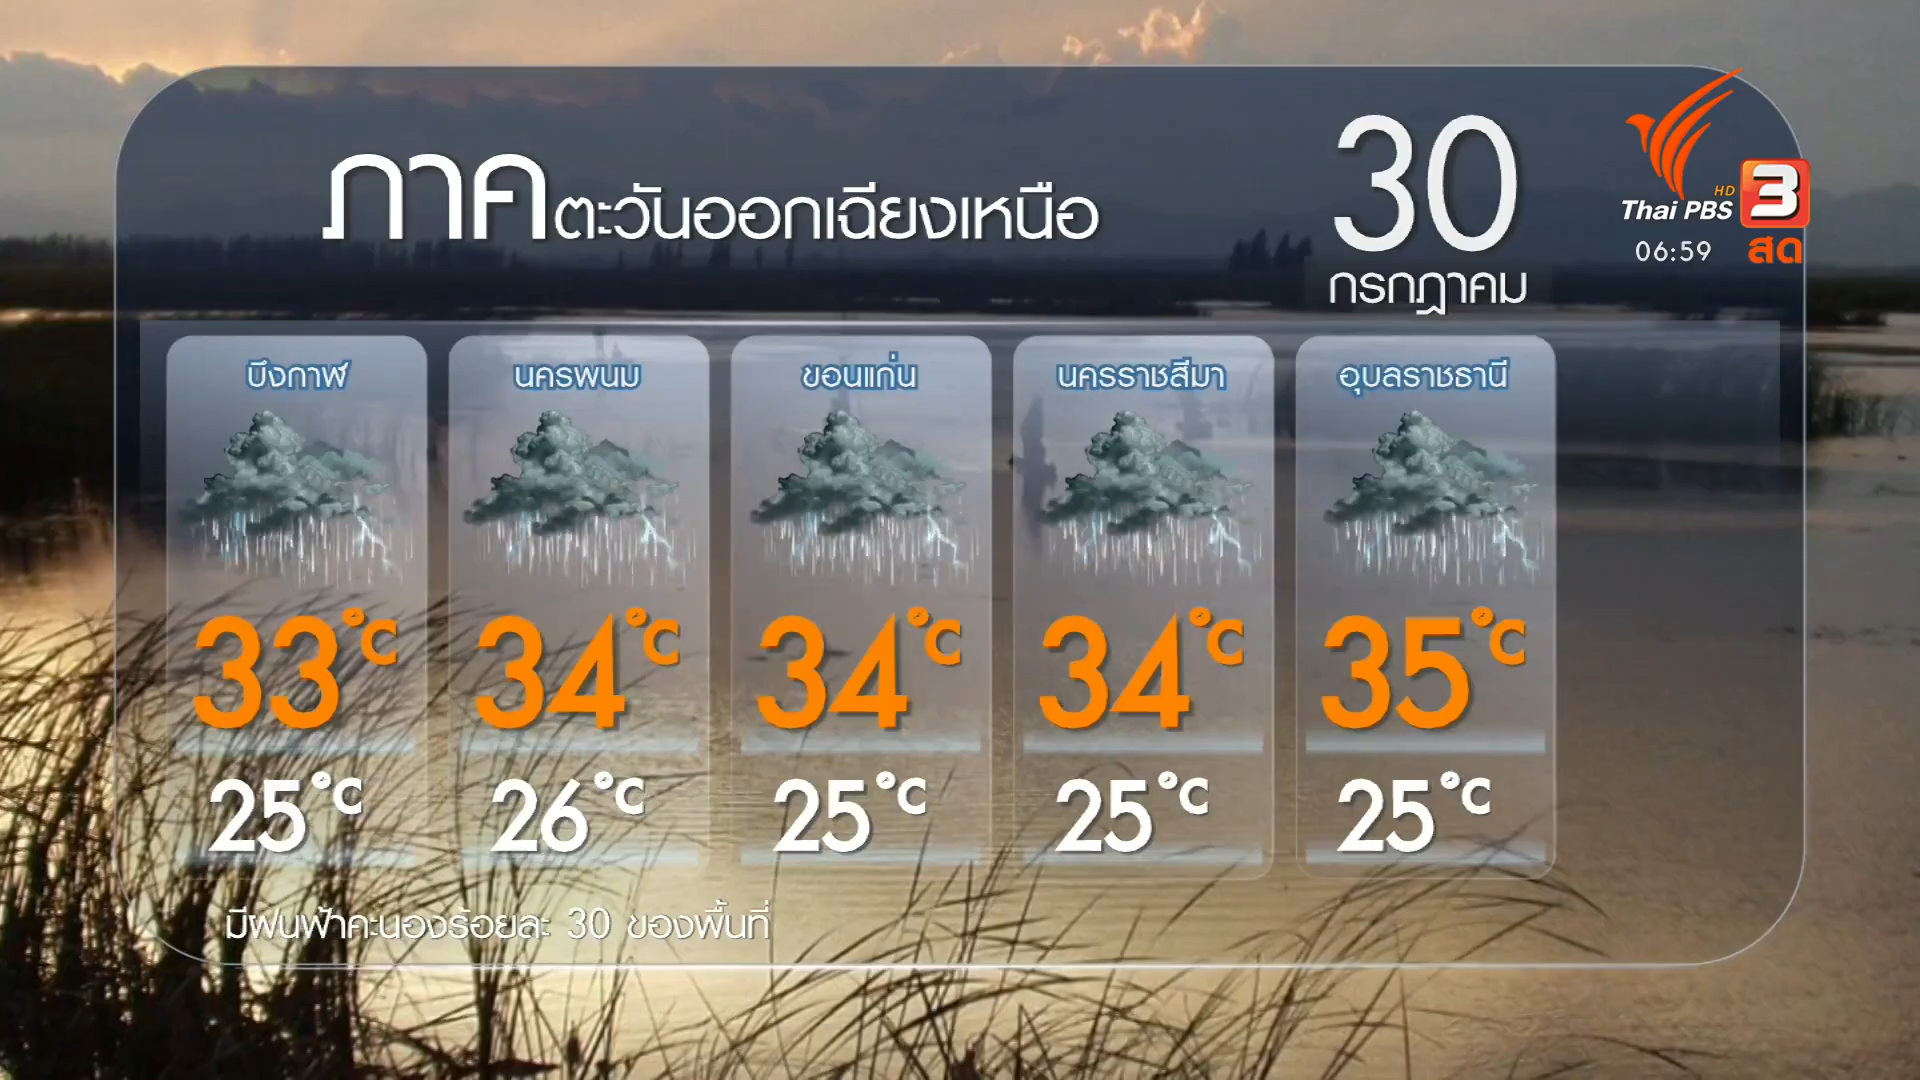 ภาคตะวันออกเฉียงเหนือ
30
กรกฎาคม
HD
Thai PBS 3
06:59 สด
บึงกาฬ นครพนม ขอนแก่น นครราชสีมา อุบลราชธานี
33°C 34°C 34°C 34°C 35°C
25°C 26°C 25°C 25°C 25°C
มีฝนฟ้าคะนองร้อยละ 30 ของพื้นที่